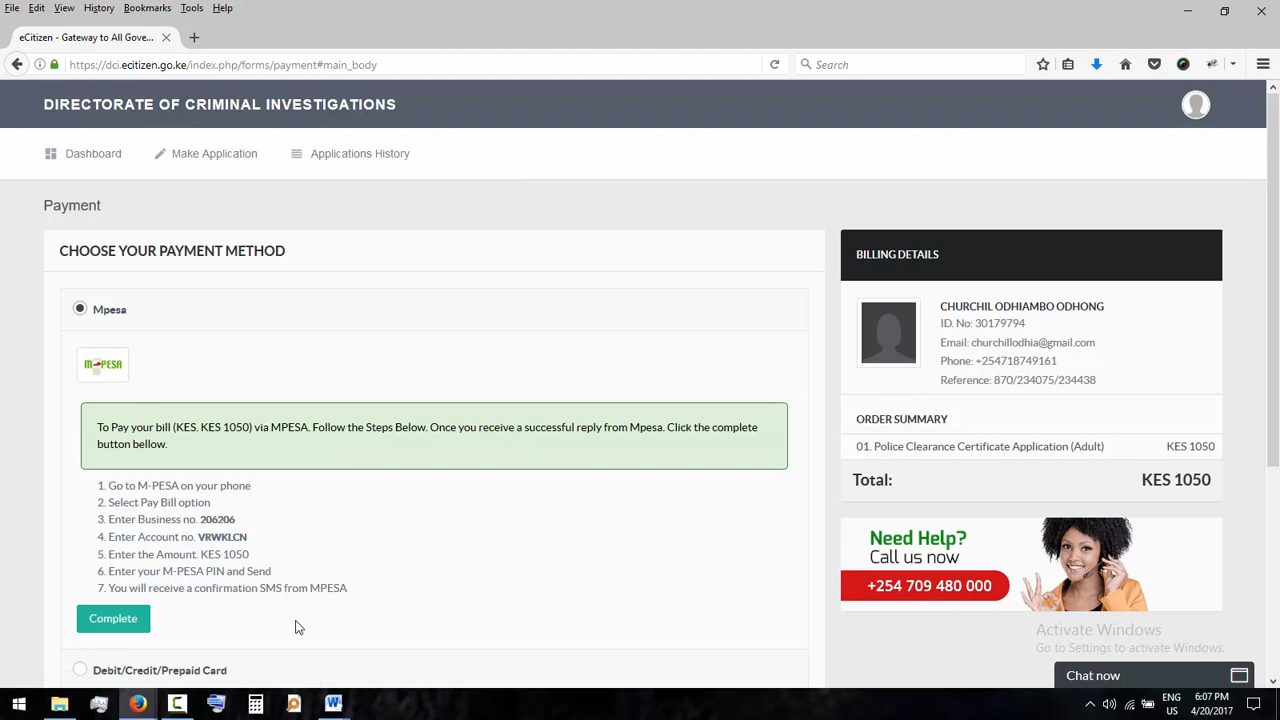 File Edit View History Bookmarks Tools Help
eCitizen - Gateway to All Gove...
https://dci.ecitizen.go.ke/index.php/forms/payment#main_body
Search
DIRECTORATE OF CRIMINAL INVESTIGATIONS
Dashboard Make Application Applications History
Payment
CHOOSE YOUR PAYMENT METHOD
Mpesa
M-PESA
To Pay your bill (KES. KES 1050) via MPESA. Follow the Steps Below. Once you receive a successful reply from Mpesa. Click the complete
button bellow.
1. Go to M-PESA on your phone
2. Select Pay Bill option
3. Enter Business no. 206206
4. Enter Account no. VRWKLCN
5. Enter the Amount. KES 1050
6. Enter your M-PESA PIN and Send
7. You will receive a confirmation SMS from MPESA
Complete
Debit/Credit/Prepaid Card
BILLING DETAILS
CHURCHIL ODHIAMBO ODHONG
ID. No: 30179794
Email: churchillodhia@gmail.com
Phone: +254718749161
Reference: 870/234075/234438
ORDER SUMMARY
01. Police Clearance Certificate Application (Adult) KES 1050
Total: KES 1050
Need Help?
Call us now
+254 709 480 000
Activate Windows
Go to Settings to activate Windows.
Chat now
ENG
US
6:07 PM
4/20/2017